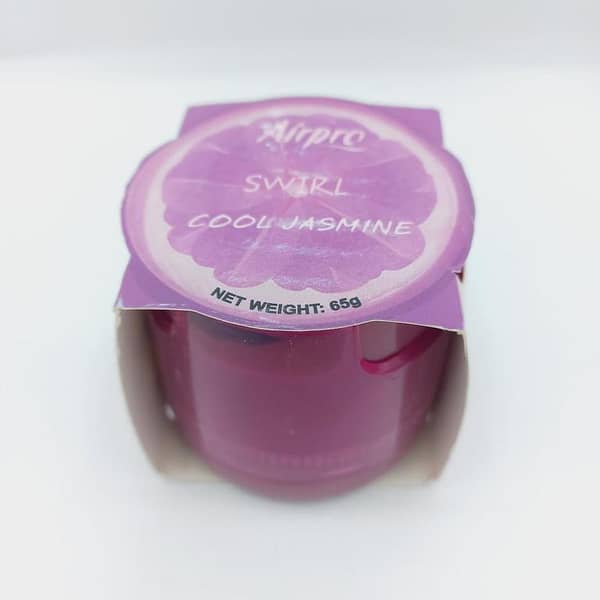 Airpro
SWIRL
COOL JASMINE
NET WEIGHT: 65g